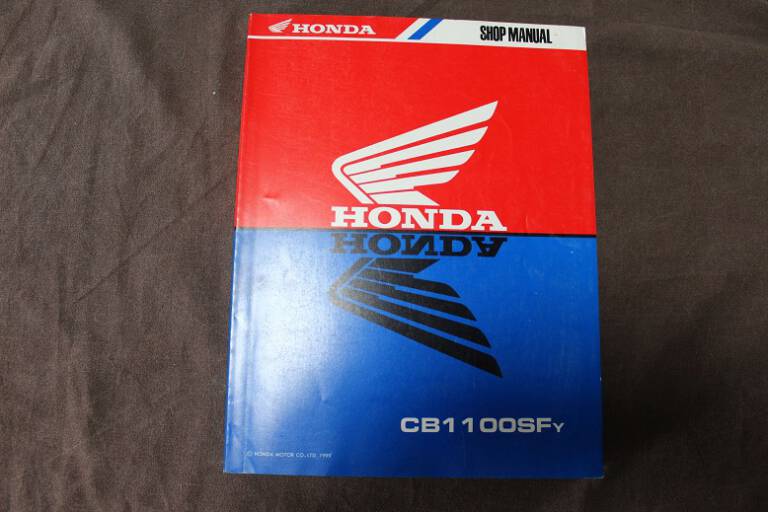 HONDA
SHOP MANUAL
HONDA
HONDA
CB1100SFY
© HONDA MOTOR CO.,LTD, 1999